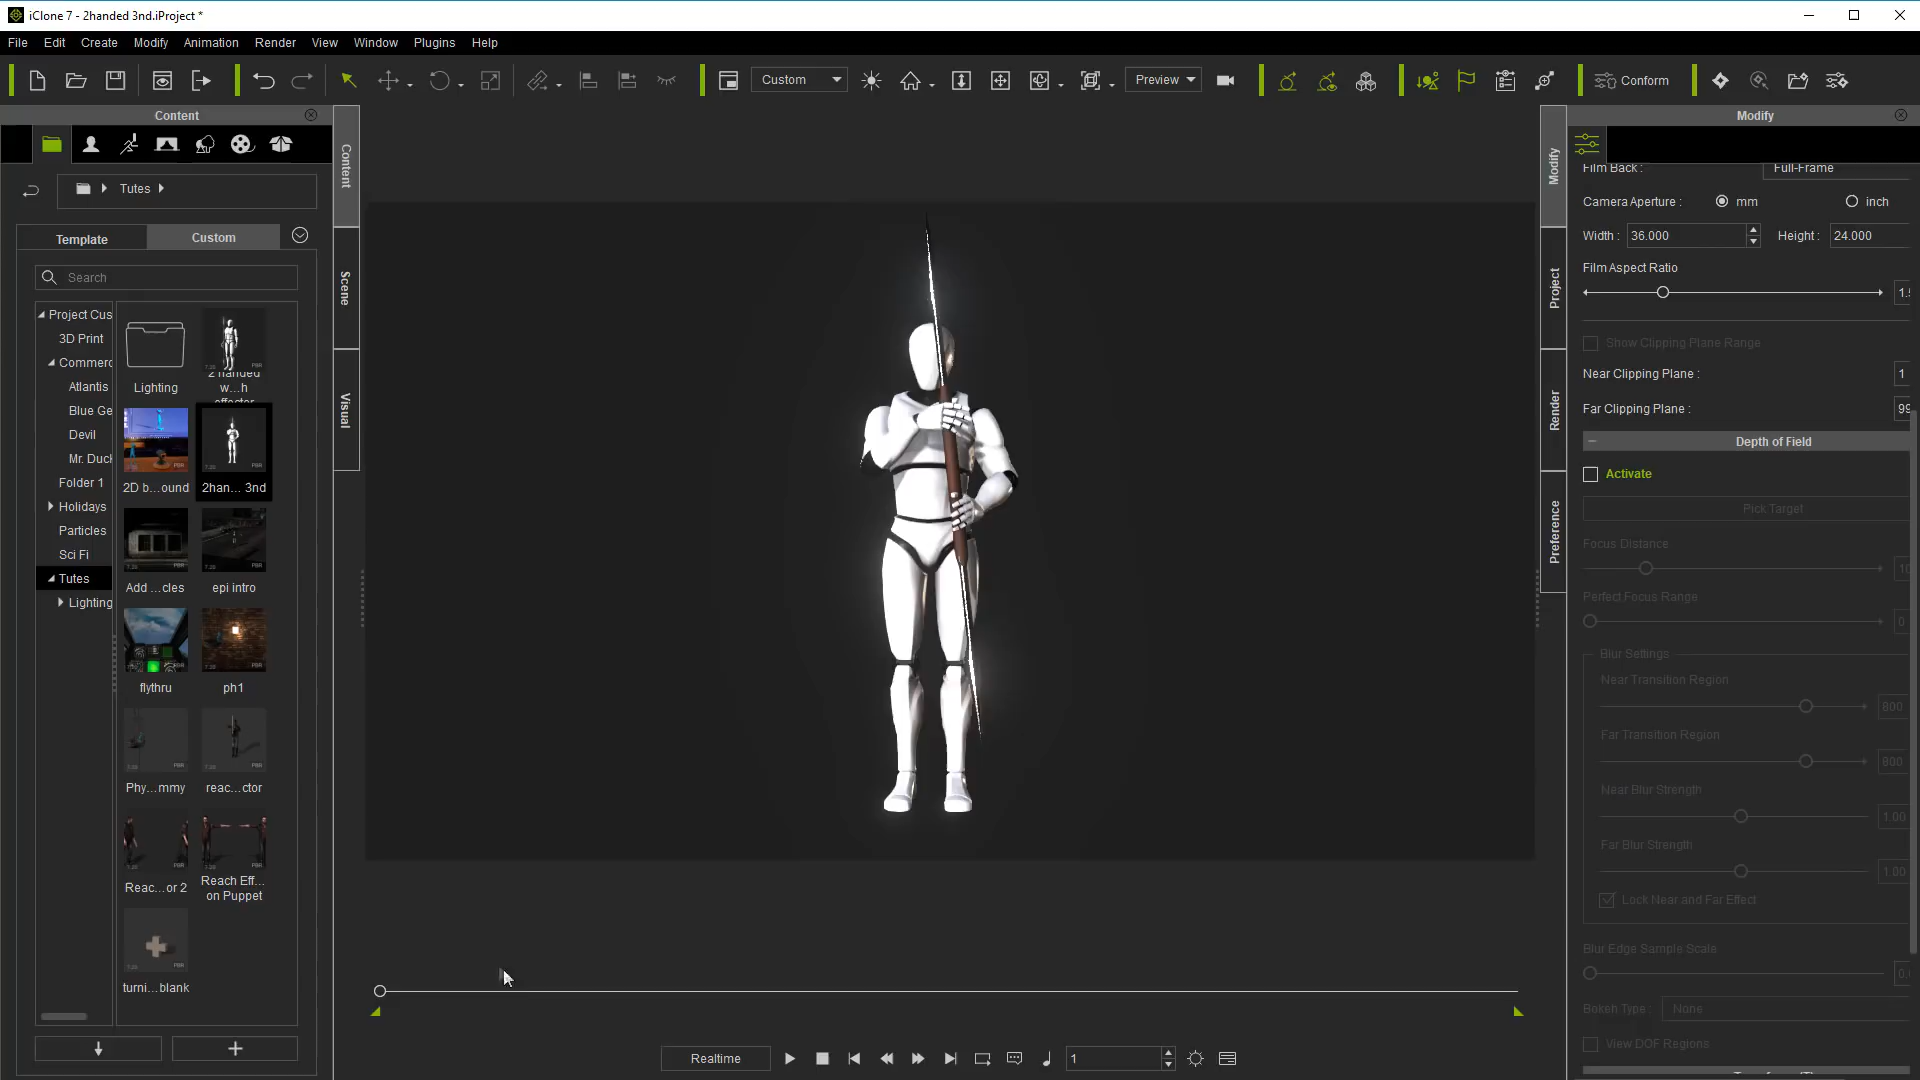 iClone 7 - 2handed 3nd.iProject *
File Edit Create Modify Animation Render View Window Plugins Help
Custom Preview Conform
Content
Modify
Content
Scene
Visual
Tutes
Template Custom
Search
Project Cus
3D Print
Commerc
Atlantis
Blue Ge
Devil
Mr. Duck
Folder 1
Holidays
Particles
Sci Fi
Tutes
Lighting
Lighting
2 handed
w...h
effector
2D b...ound
2han... 3nd
Add ...cles
epi intro
flythru
ph1
Phy...mmy
reac...ctor
Reac...or 2
Reach Eff...
on Puppet
turni...blank
Realtime
1
Modify
Project
Render
Preference
Film Back: Full-Frame
Camera Aperture : mm inch
Width : 36.000 Height : 24.000
Film Aspect Ratio
Show Clipping Plane Range
Near Clipping Plane : 1
Far Clipping Plane : 99
Depth of Field
Activate
Pick Target
Focus Distance
10
Perfect Focus Range
0
Blur Settings
Near Transition Region
800
Far Transition Region
800
Near Blur Strength
1.00
Far Blur Strength
1.00
Lock Near and Far Effect
Blur Edge Sample Scale
0.
Bokeh Type : None
View DOF Regions